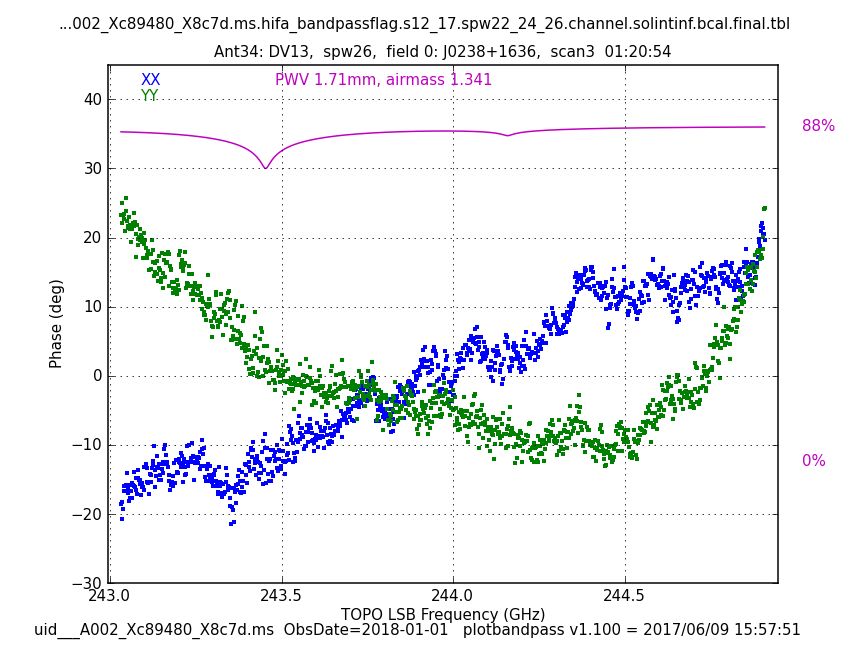 ...002_Xc89480_X8c7d.ms.hifa_bandpassflag.s12_17.spw22_24_26.channel.solintinf.bcal.final.tbl
Ant34: DV13, spw26, field 0: J0238+1636, scan3 01:20:54
XX
PWV 1.71mm, airmass 1.341
YY
40
88%
30
20
10
0
−10
0%
−20
−30
Phase (deg)
243.0
243.5
244.0
244.5
TOPO LSB Frequency (GHz)
uid___A002_Xc89480_X8c7d.ms ObsDate=2018-01-01 plotbandpass v1.100 = 2017/06/09 15:57:51